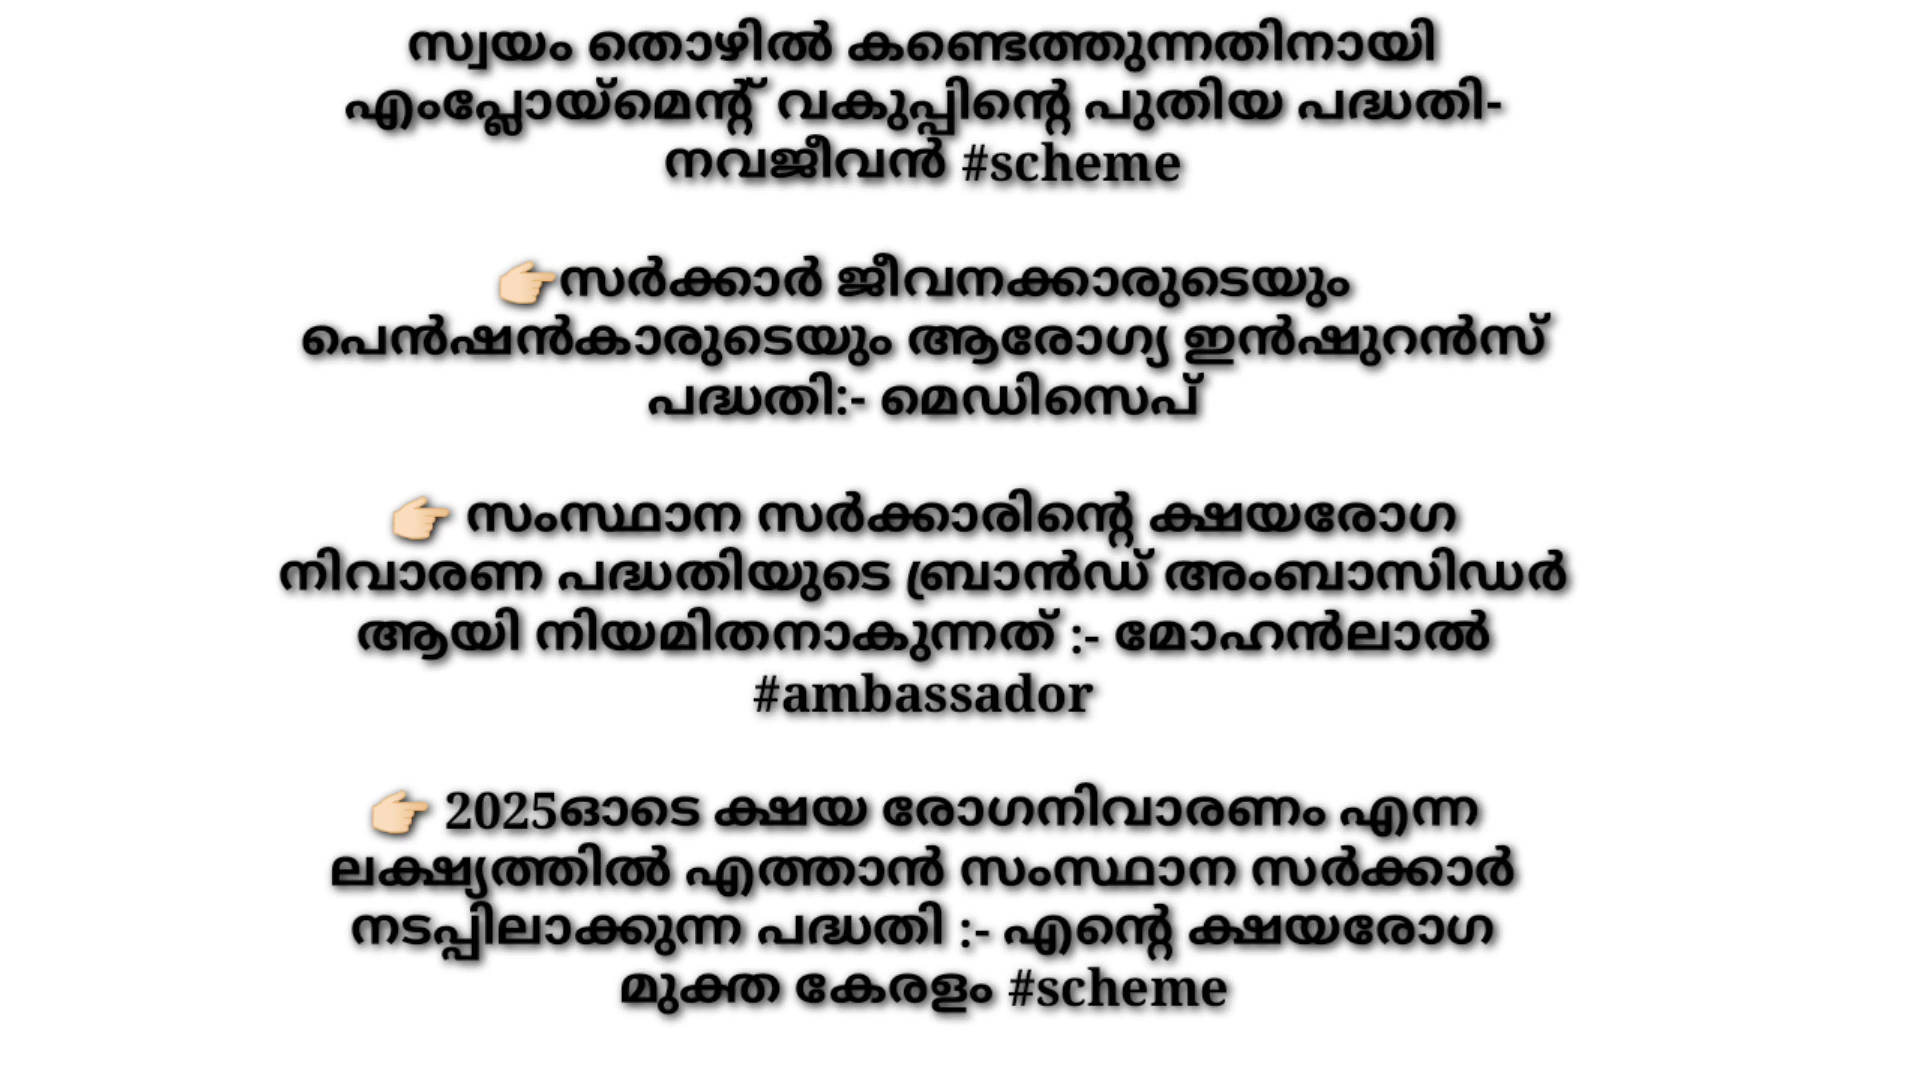 സ്വയം തൊഴിൽ കണ്ടെത്തുന്നതിനായി
എംപ്ലോയ്മെന്റ് വകുപ്പിന്റെ പുതിയ പദ്ധതി-
നവജീവൻ #scheme
👉🏻സർക്കാർ ജീവനക്കാരുടെയും
പെൻഷൻകാരുടെയും ആരോഗ്യ ഇൻഷുറൻസ്
പദ്ധതി:- മെഡിസെപ്
👉🏻 സംസ്ഥാന സർക്കാരിന്റെ ക്ഷയരോഗ
നിവാരണ പദ്ധതിയുടെ ബ്രാൻഡ് അംബാസിഡർ
ആയി നിയമിതനാകുന്നത് :- മോഹൻലാൽ
#ambassador
👉🏻 2025ഓടെ ക്ഷയ രോഗനിവാരണം എന്ന
ലക്ഷ്യത്തിൽ എത്താൻ സംസ്ഥാന സർക്കാർ
നടപ്പിലാക്കുന്ന പദ്ധതി :- എന്റെ ക്ഷയരോഗ
മുക്ത കേരളം #scheme